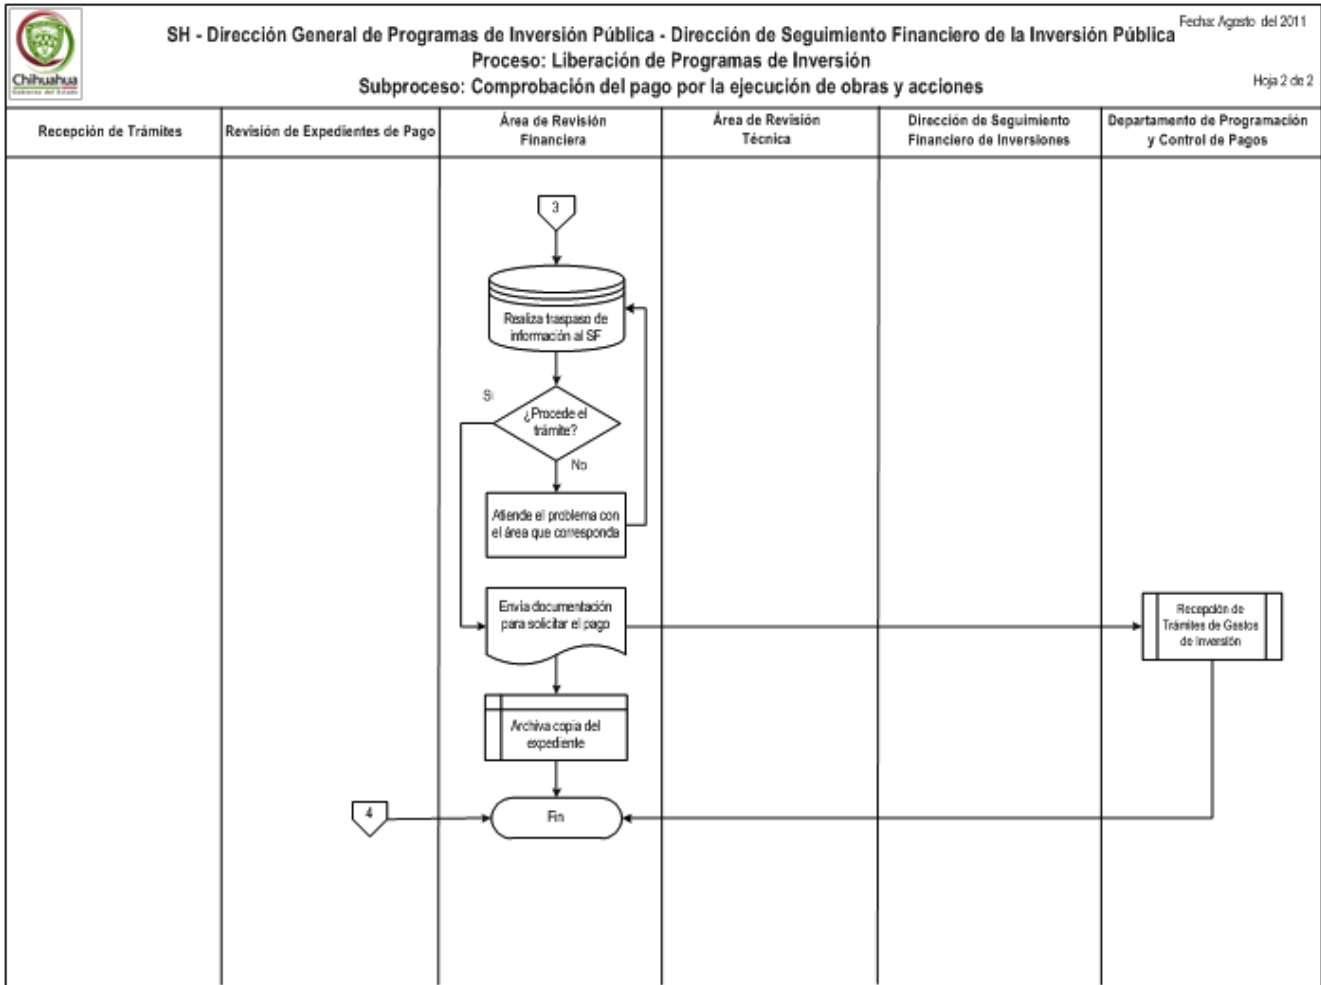 Fecha: Agosto del 2011
SH - Dirección General de Programas de Inversión Pública - Dirección de Seguimiento Financiero de la Inversión Pública
Proceso: Liberación de Programas de Inversión
Subproceso: Comprobación del pago por la ejecución de obras y acciones
Hoja 2 de 2
Chihuahua
Gobierno del Estado
Recepción de Trámites
Revisión de Expedientes de Pago
Área de Revisión
Financiera
Área de Revisión
Técnica
Dirección de Seguimiento
Financiero de Inversiones
Departamento de Programación
y Control de Pagos
3
Realiza traspaso de
información al SF
Si
¿Procede el
trámite?
No
Atiende el problema con
el área que corresponda
Envía documentación
para solicitar el pago
Recepción de
Trámites de Gastos
de Inversión
Archiva copia del
expediente
4
Fin